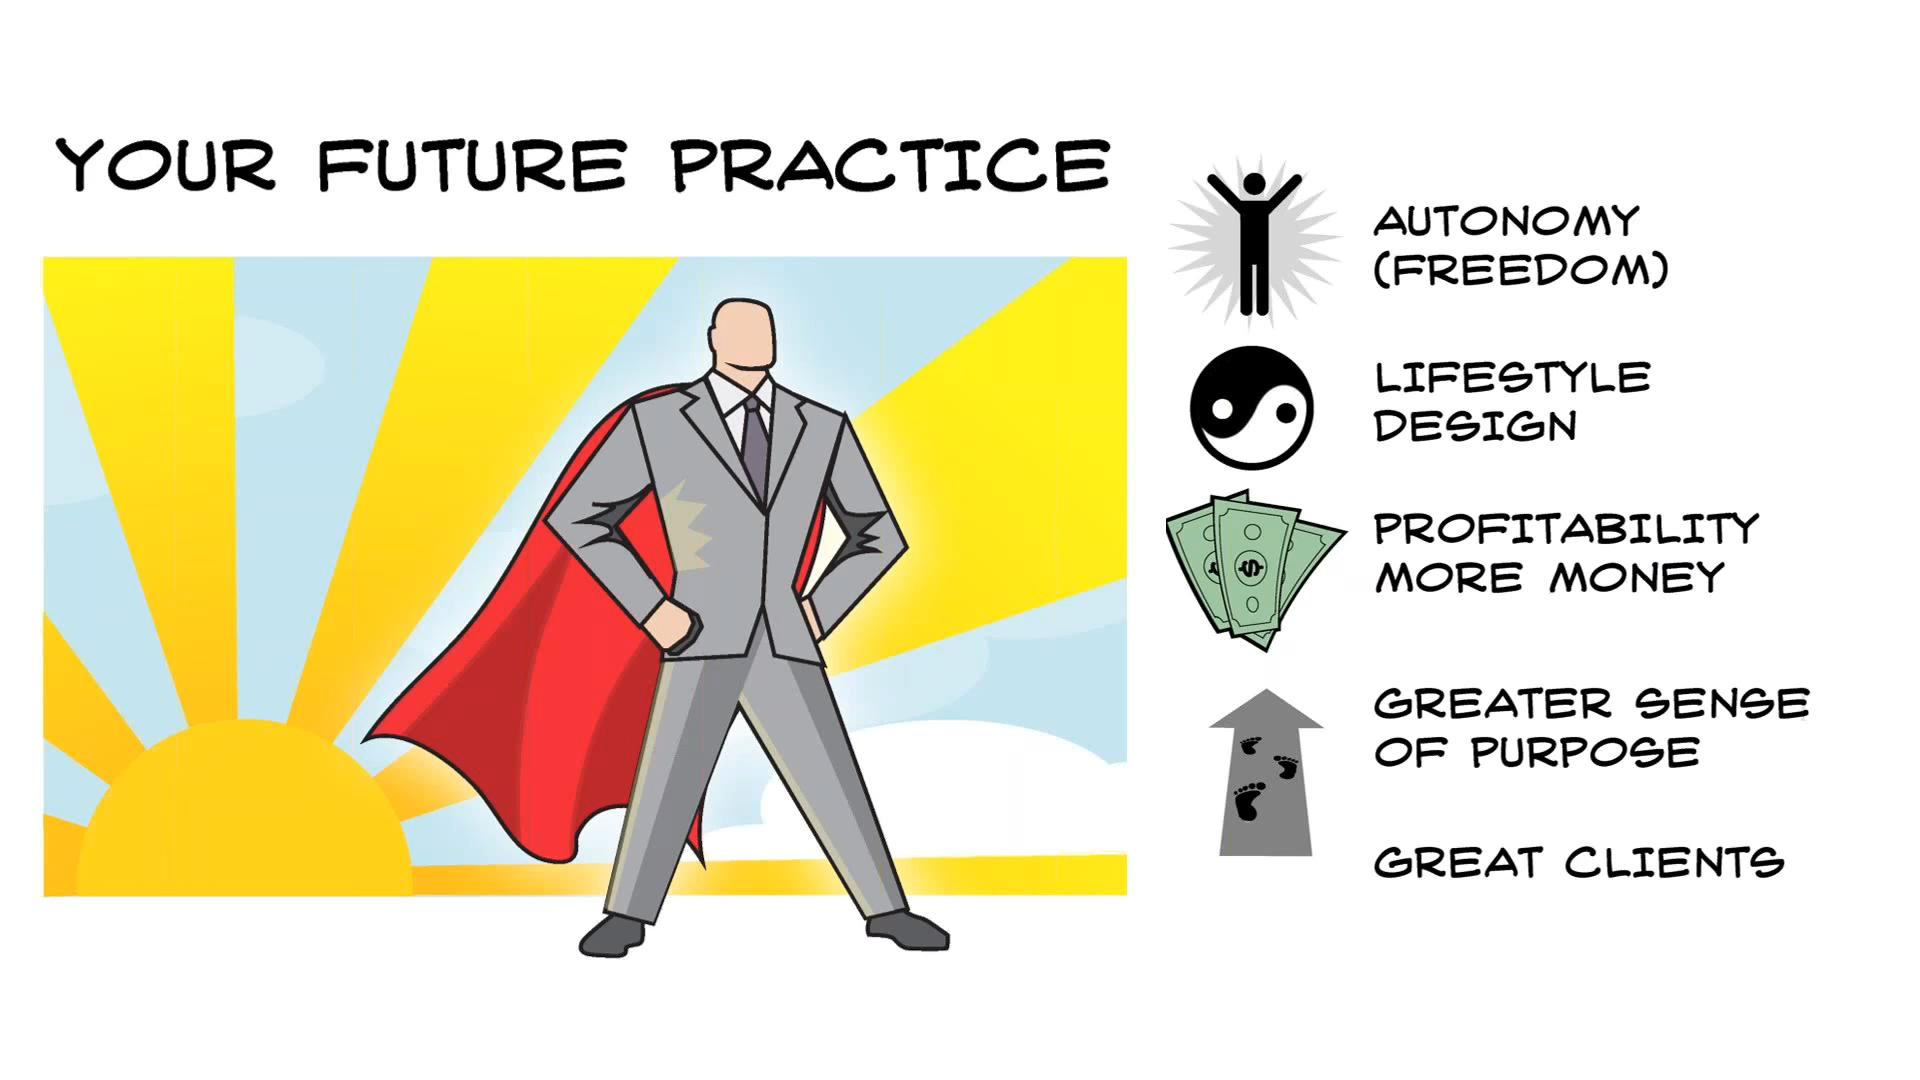 YOUR FUTURE PRACTICE
AUTONOMY
(FREEDOM)
LIFESTYLE
DESIGN
$
PROFITABILITY
MORE MONEY
GREATER SENSE
OF PURPOSE
GREAT CLIENTS